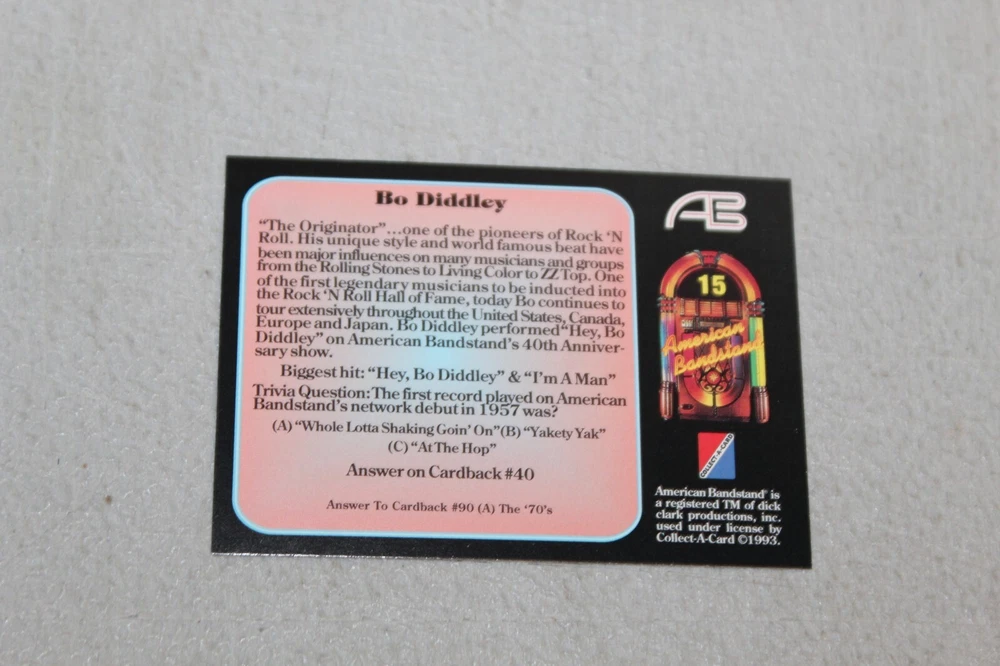 Bo Diddley
"The Originator"...one of the pioneers of Rock 'N
Roll. His unique style and world famous beat have
been major influences on many musicians and groups
from the Rolling Stones to Living Color to ZZ Top. One
of the first legendary musicians to be inducted into
the Rock 'N Roll Hall of Fame, today Bo continues to
tour extensively throughout the United States, Canada,
Europe and Japan. Bo Diddley performed "Hey, Bo
Diddley" on American Bandstand's 40th Anniver-
sary show.
Biggest hit: "Hey, Bo Diddley" & "I'm A Man"
Trivia Question: The first record played on American
Bandstand's network debut in 1957 was?
(A) "Whole Lotta Shaking Goin' On" (B) "Yakety Yak"
(C) "At The Hop"
Answer on Cardback #40
Answer To Cardback #90 (A) The '70's
AB
15
American
Bandstand
COLLECT-A-CARD
American Bandstand® is
a registered TM of dick
clark productions, inc.
used under license by
Collect-A-Card ©1993.